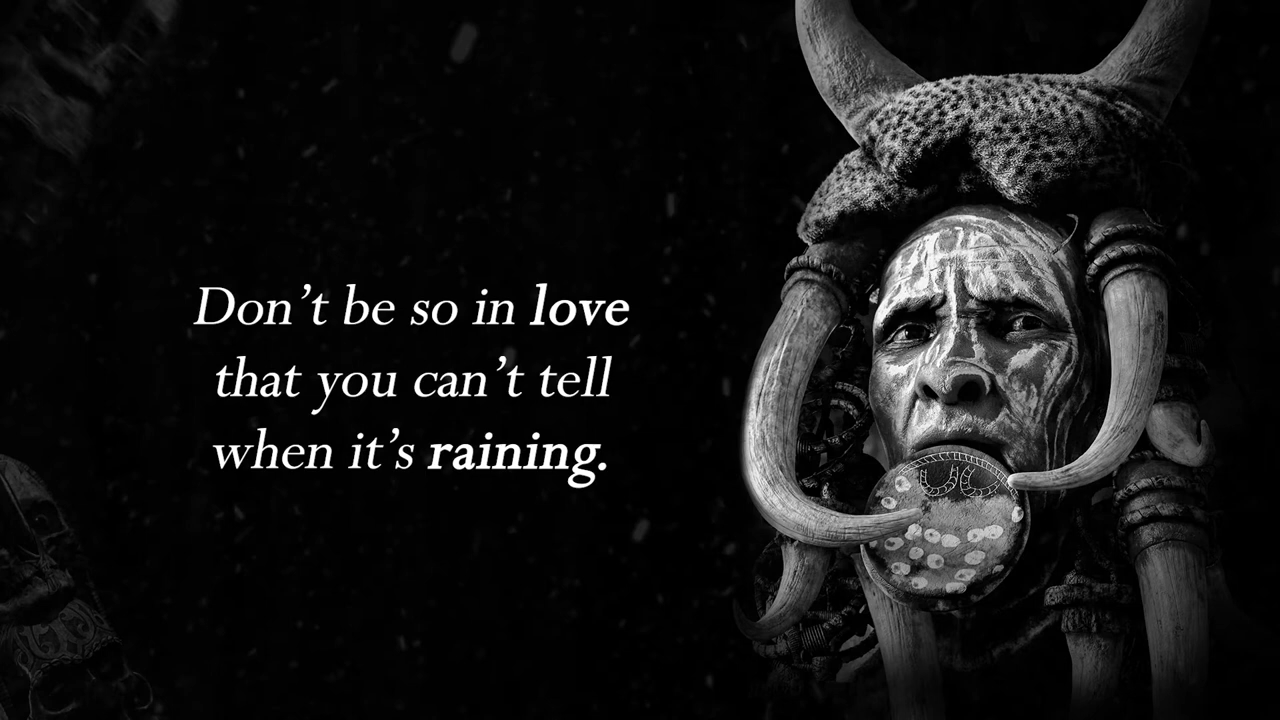 Don’t be so in love
that you can’t tell
when it’s raining.